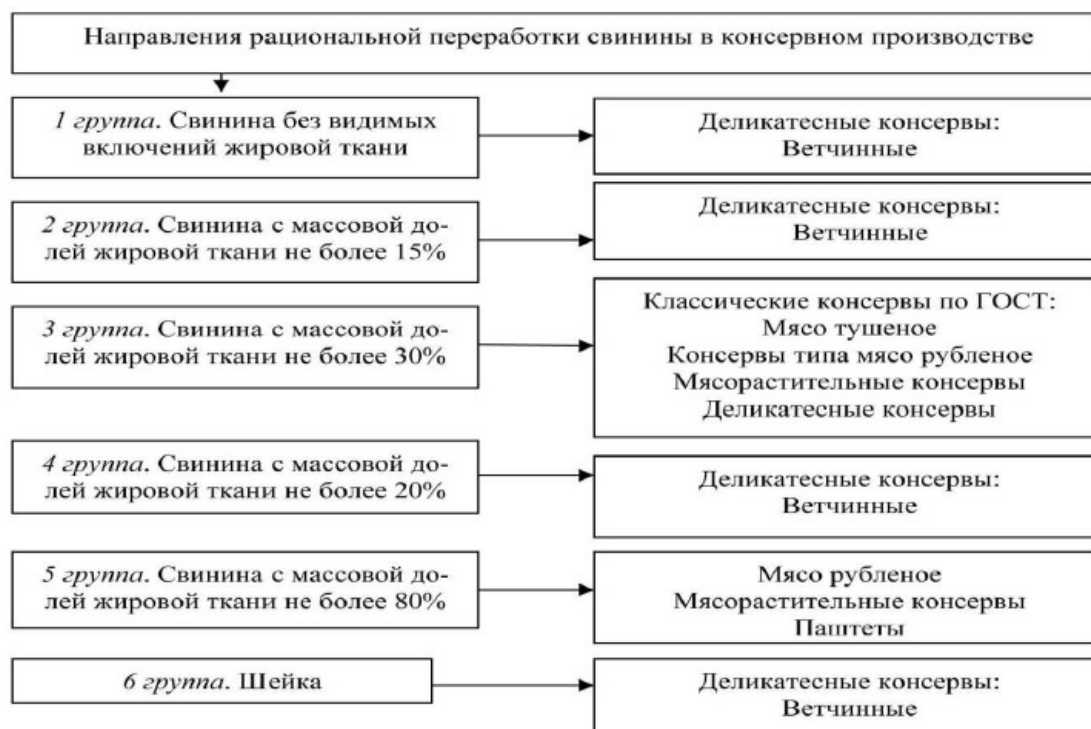 Направления рациональной переработки свинины в консервном производстве
1 группа. Свинина без видимых
включений жировой ткани
Деликатесные консервы:
Ветчинные
2 группа. Свинина с массовой до-
лей жировой ткани не более 15%
Деликатесные консервы:
Ветчинные
3 группа. Свинина с массовой до-
лей жировой ткани не более 30%
Классические консервы по ГОСТ:
Мясо тушеное
Консервы типа мясо рубленое
Мясорастительные консервы
Деликатесные консервы
4 группа. Свинина с массовой до-
лей жировой ткани не более 20%
Деликатесные консервы:
Ветчинные
5 группа. Свинина с массовой до-
лей жировой ткани не более 80%
Мясо рубленое
Мясорастительные консервы
Паштеты
6 группа. Шейка
Деликатесные консервы:
Ветчинные